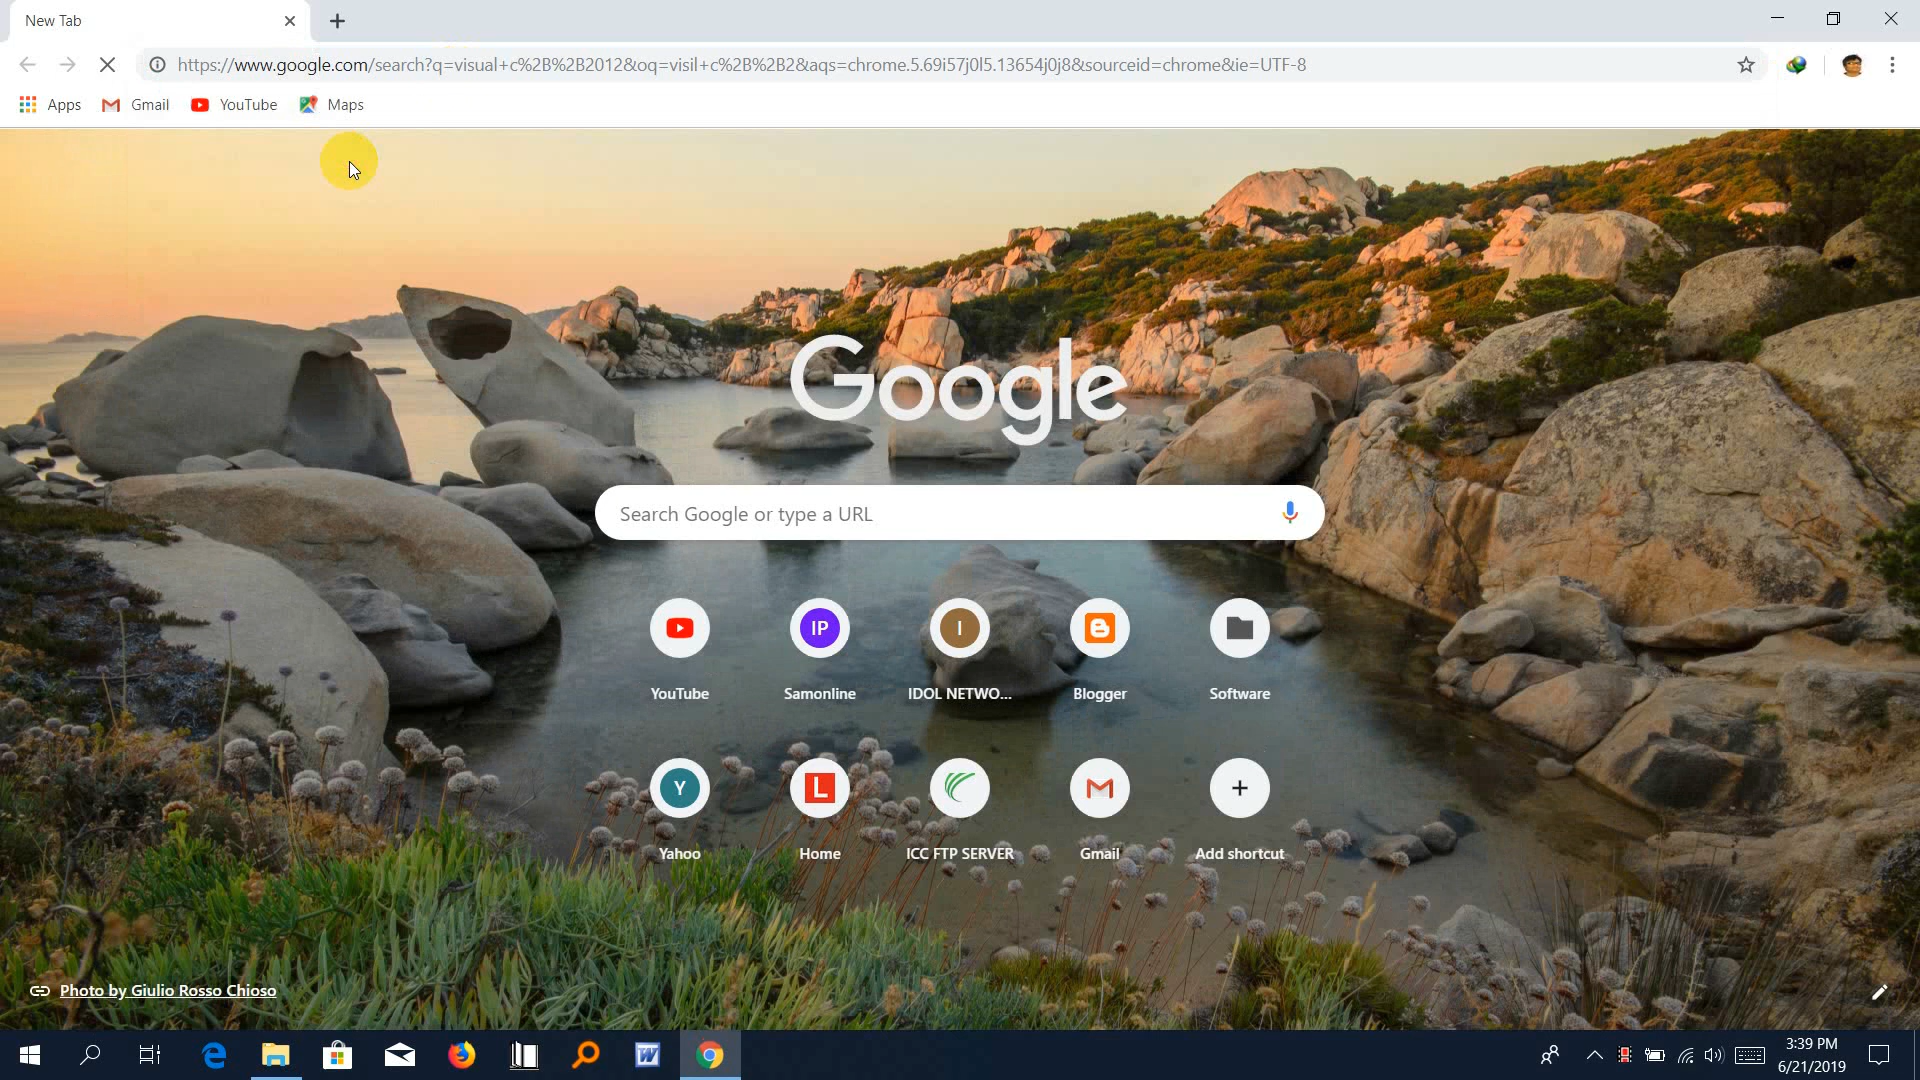 New Tab
https://www.google.com/search?q=visual+c%2B%2B2012&oq=visil+c%2B%2B2&aqs=chrome.5.69i57j0l5.13654j0j8&sourceid=chrome&ie=UTF-8
Apps Gmail YouTube Maps
Google
Search Google or type a URL
IP I
YouTube Samonline IDOL NETWO... Blogger Software
Y L
Yahoo Home ICC FTP SERVER Gmail Add shortcut
Photo by Giulio Rosso Chioso
3:39 PM
6/21/2019